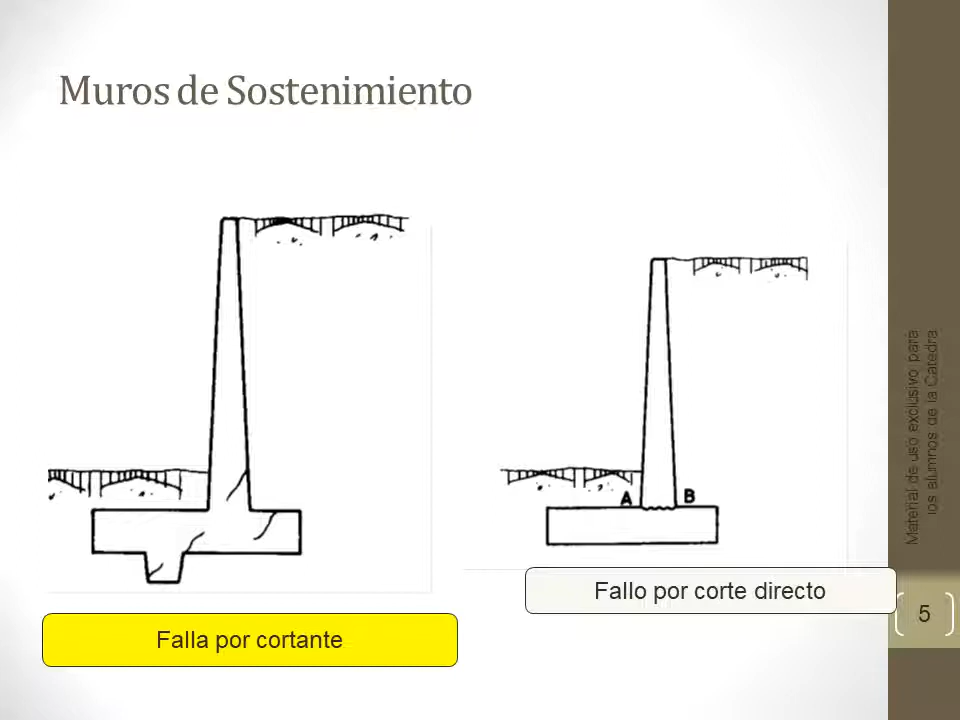 Muros de Sostenimiento
A
B
Fallo por corte directo
Falla por cortante
Material de uso exclusivo para
los alumnos de la Catedra
5